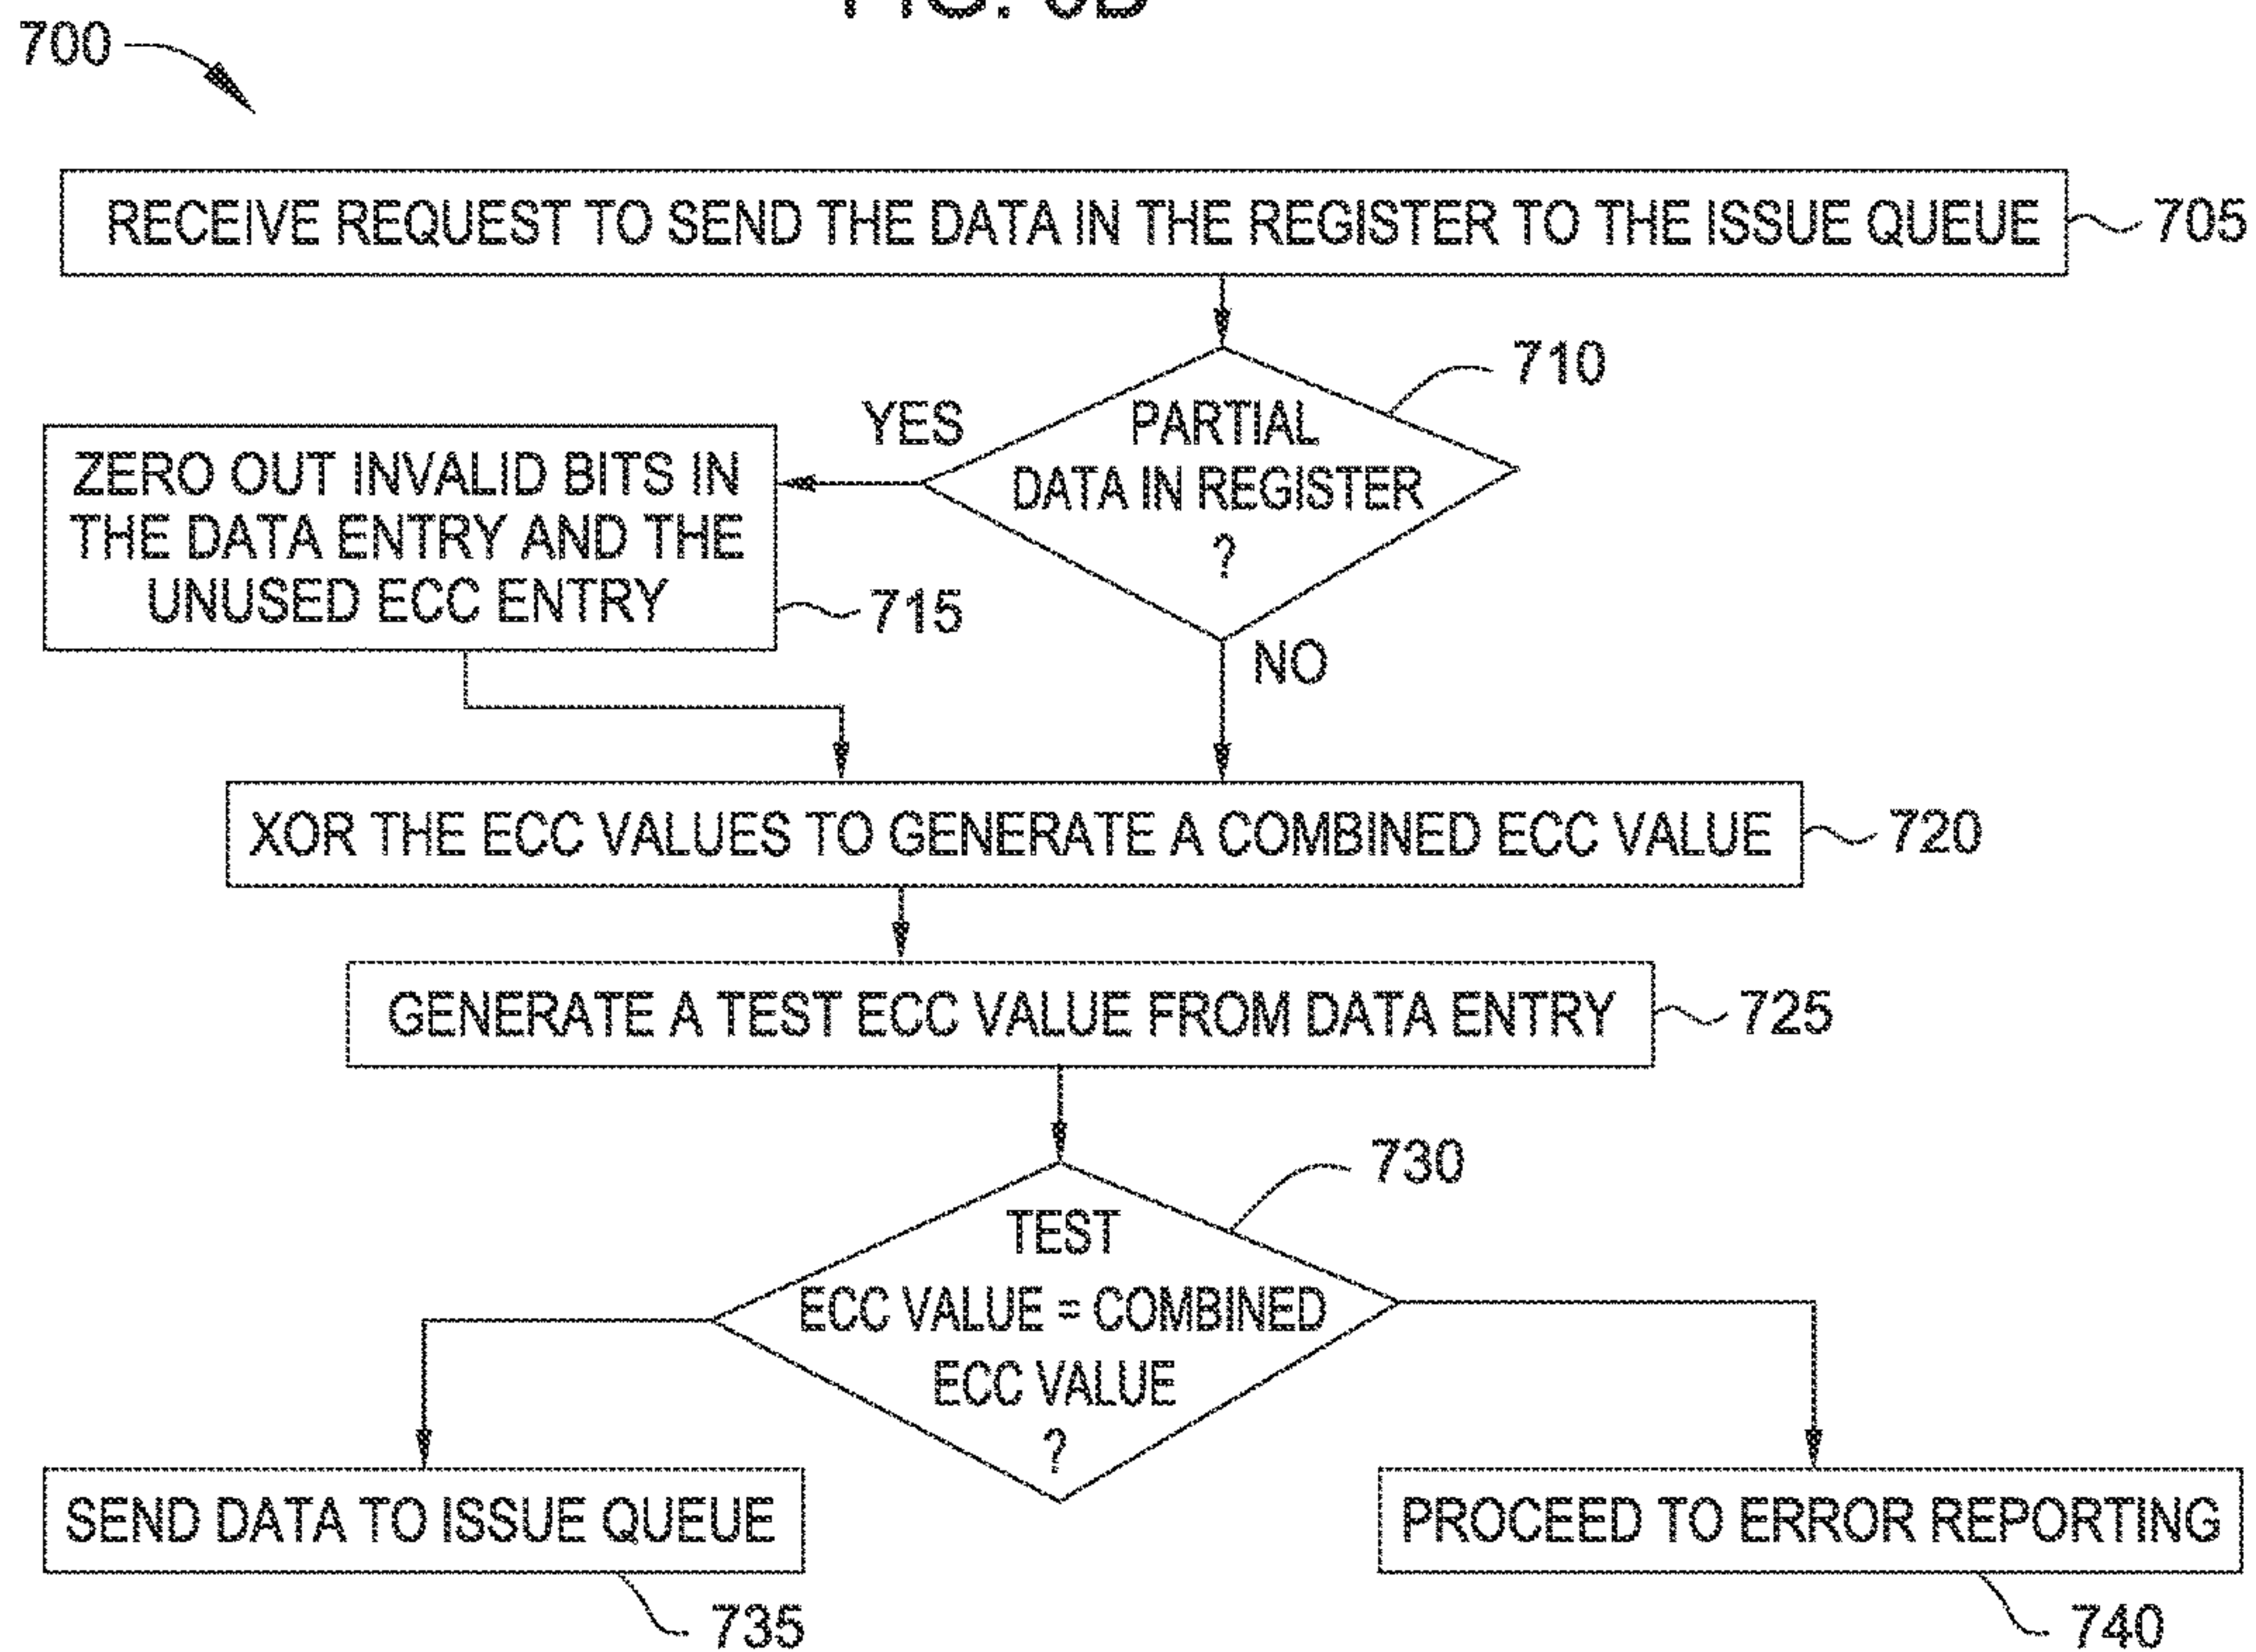 700
RECEIVE REQUEST TO SEND THE DATA IN THE REGISTER TO THE ISSUE QUEUE
705
710
PARTIAL
DATA IN REGISTER
?
YES
ZERO OUT INVALID BITS IN
THE DATA ENTRY AND THE
UNUSED ECC ENTRY
715
NO
XOR THE ECC VALUES TO GENERATE A COMBINED ECC VALUE
720
GENERATE A TEST ECC VALUE FROM DATA ENTRY
725
730
TEST
ECC VALUE = COMBINED
ECC VALUE
?
SEND DATA TO ISSUE QUEUE
735
PROCEED TO ERROR REPORTING
740